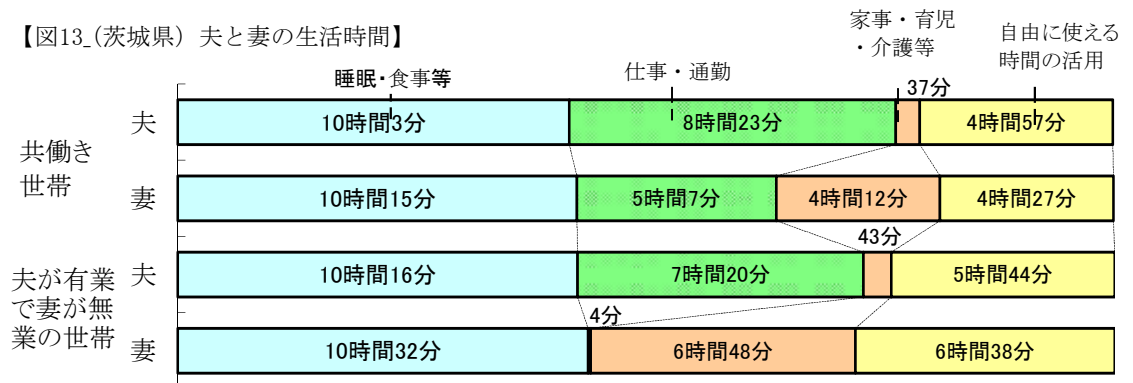 【図13_(茨城県) 夫と妻の生活時間】
睡眠・食事等
仕事・通勤
家事・育児
・介護等
自由に使える
時間の活用
共働き
世帯
夫
10時間3分
8時間23分
37分
4時間57分
妻
10時間15分
5時間7分
4時間12分
4時間27分
夫が有業
で妻が無
業の世帯
夫
10時間16分
7時間20分
43分
5時間44分
妻
10時間32分
4分
6時間48分
6時間38分